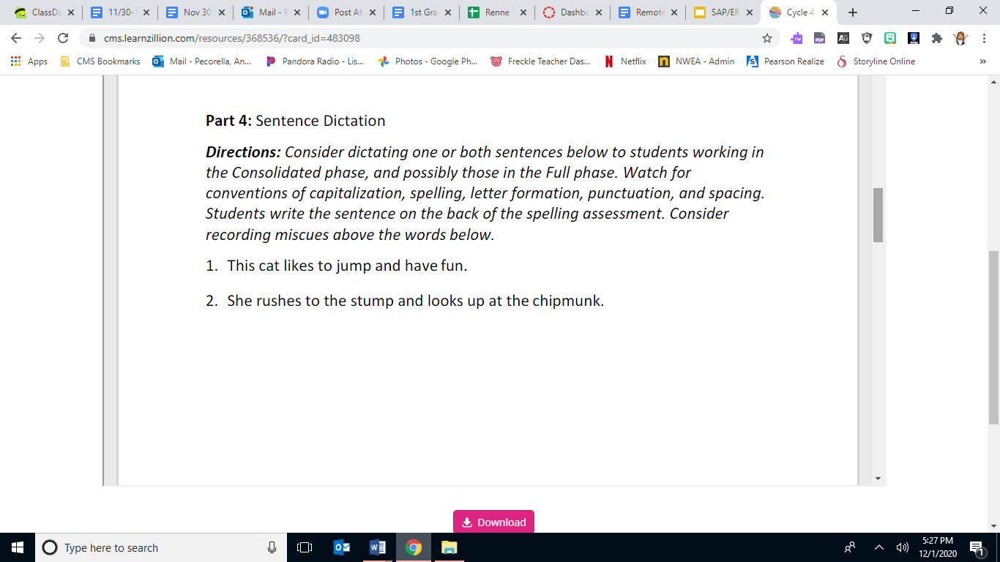 ClassDo
11/30-1
Nov 30
Mail - P
Post At
1st Gra
Renne
Dashbo
Remote
SAP/ER
Cycle 4
cms.learnzillion.com/resources/368536/?card_id=483098
Apps
CMS Bookmarks
Mail - Pecorella, An...
Pandora Radio - Lis...
Photos - Google Ph...
Freckle Teacher Das...
Netflix
NWEA - Admin
Pearson Realize
Storyline Online
»
Part 4: Sentence Dictation
Directions: Consider dictating one or both sentences below to students working in
the Consolidated phase, and possibly those in the Full phase. Watch for
conventions of capitalization, spelling, letter formation, punctuation, and spacing.
Students write the sentence on the back of the spelling assessment. Consider
recording miscues above the words below.
1. This cat likes to jump and have fun.
2. She rushes to the stump and looks up at the chipmunk.
Download
Type here to search
5:27 PM
12/1/2020
1